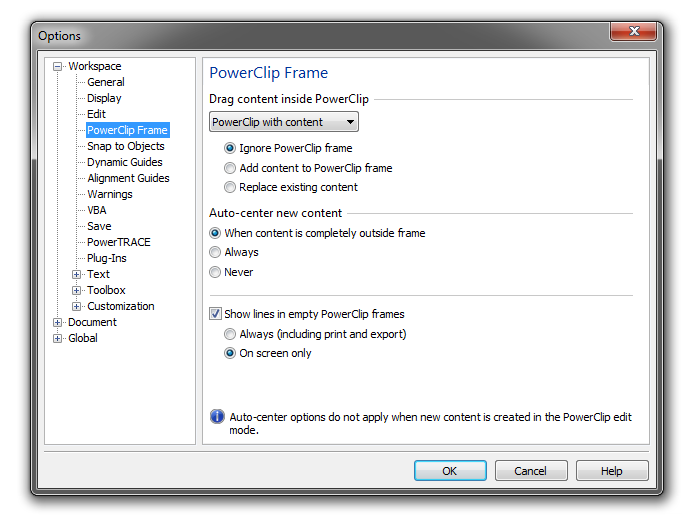 Options
Workspace
General
Display
Edit
PowerClip Frame
Snap to Objects
Dynamic Guides
Alignment Guides
Warnings
VBA
Save
PowerTRACE
Plug-Ins
Text
Toolbox
Customization
Document
Global
PowerClip Frame
Drag content inside PowerClip
PowerClip with content
Ignore PowerClip frame
Add content to PowerClip frame
Replace existing content
Auto-center new content
When content is completely outside frame
Always
Never
Show lines in empty PowerClip frames
Always (including print and export)
On screen only
Auto-center options do not apply when new content is created in the PowerClip edit
mode.
OK
Cancel
Help